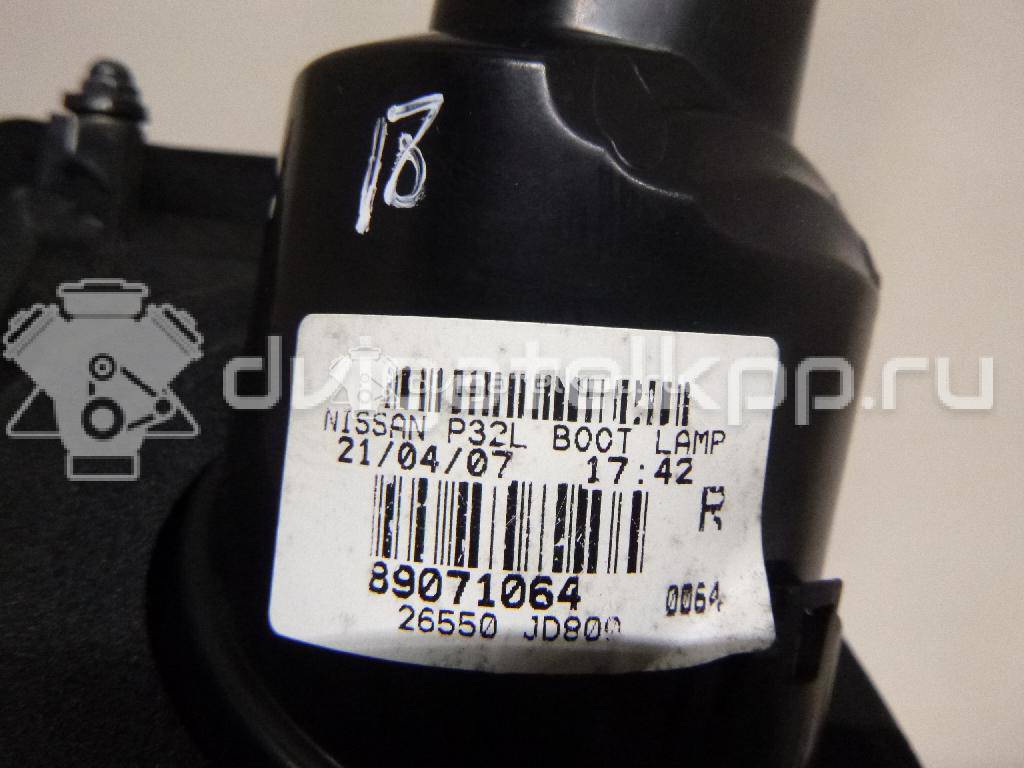 18
dvigatelkpp.ru
NISSAN P32L BOOT LAMP
21/04/07 17:42
R
89071064
0064
26550 JD800